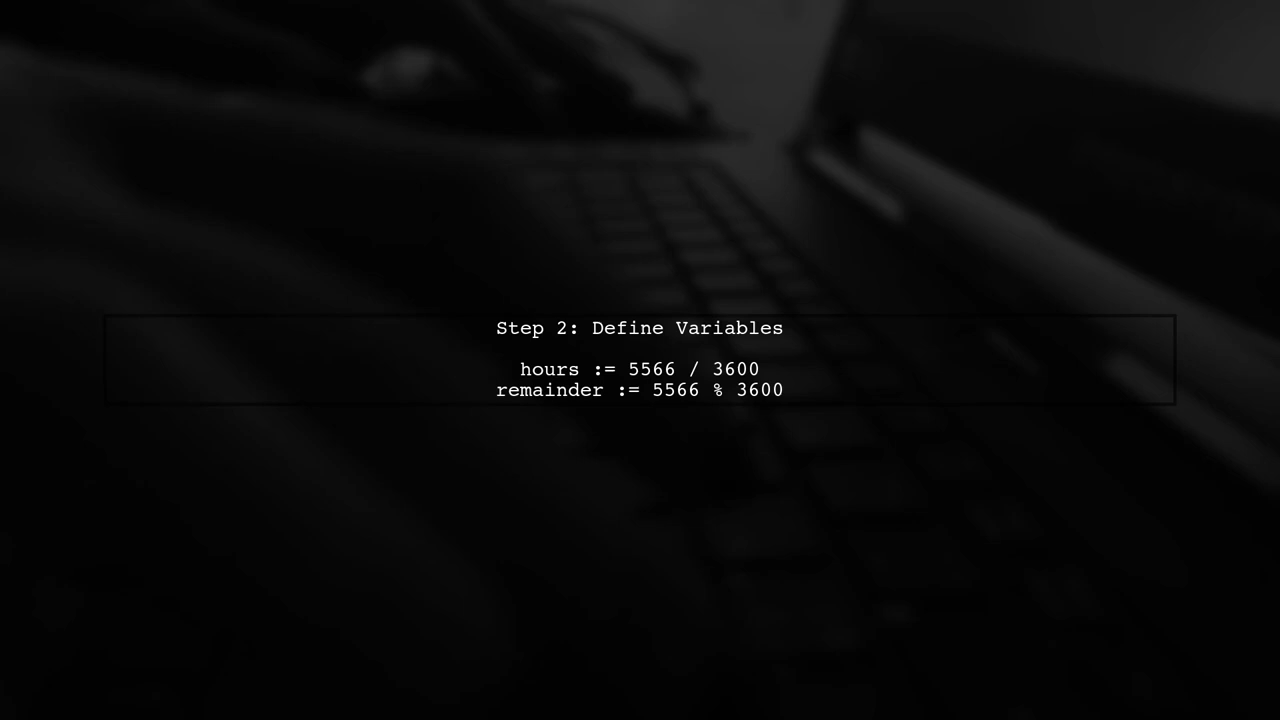 Step 2: Define Variables
hours := 5566 / 3600
remainder := 5566 % 3600